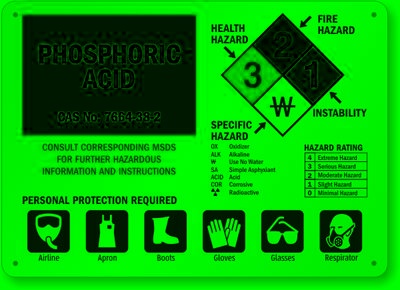 PHOSPHORIC
ACID
CAS No: 7664-38-2
CONSULT CORRESPONDING MSDS
FOR FURTHER HAZARDOUS
INFORMATION AND INSTRUCTIONS
HEALTH
HAZARD
FIRE
HAZARD
2
3
1
W
INSTABILITY
SPECIFIC
HAZARD
OX Oxidizer
ALK Alkaline
W Use No Water
SA Simple Asphyxiant
ACID Acid
COR Corrosive
Radioactive
HAZARD RATING
4 Extreme Hazard
3 Serious Hazard
2 Moderate Hazard
1 Slight Hazard
0 Minimal Hazard
PERSONAL PROTECTION REQUIRED
Airline
Apron
Boots
Gloves
Glasses
Respirator